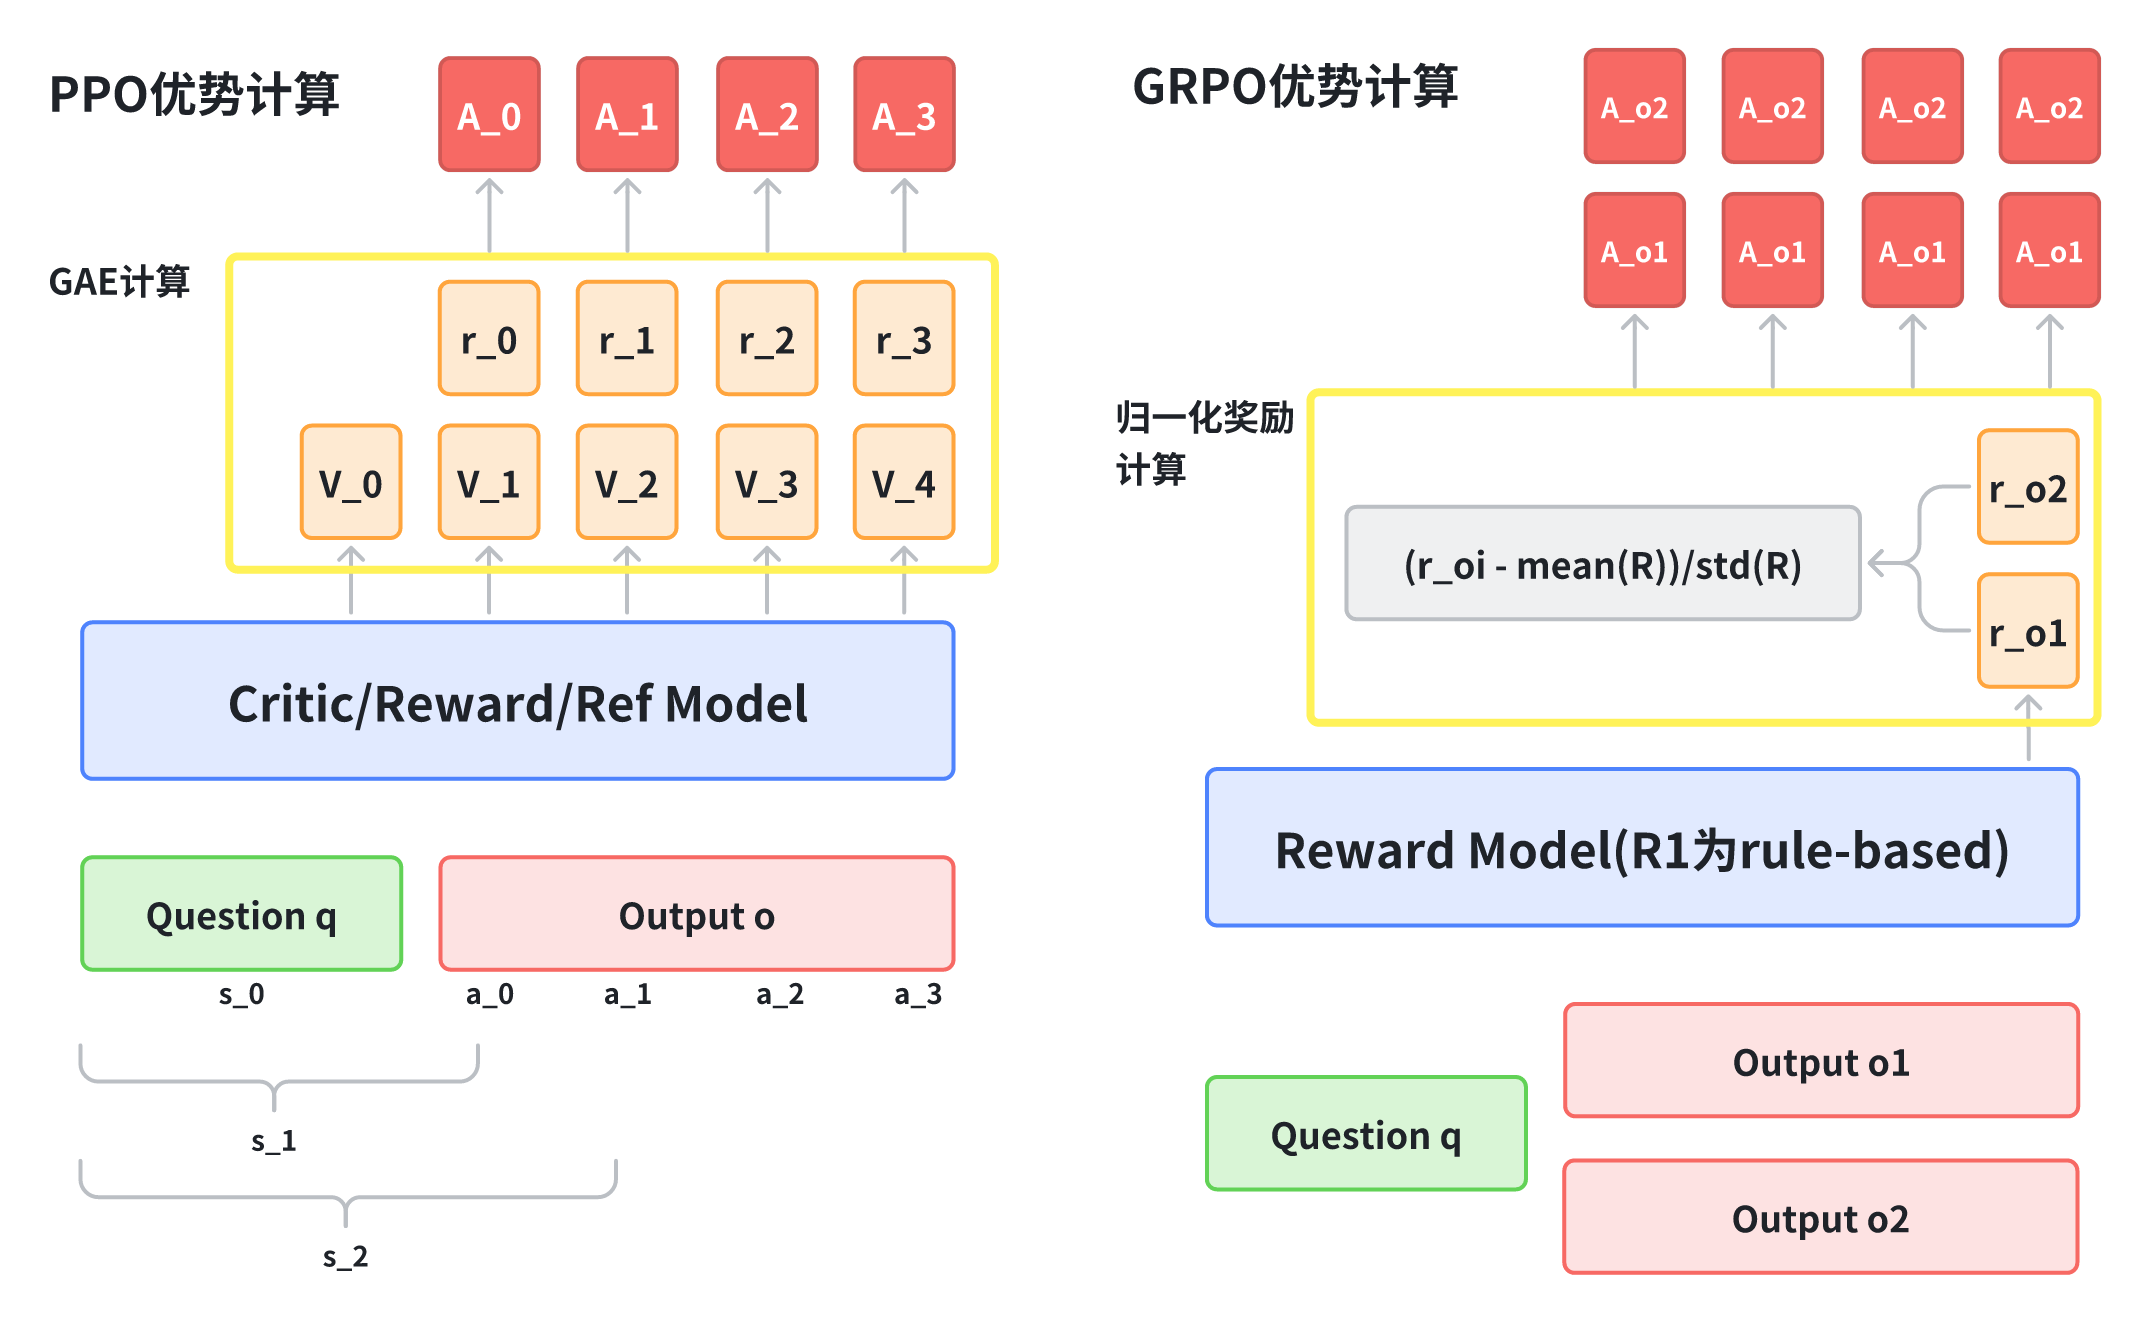 PPO优势计算
A_0 A_1 A_2 A_3
GAE计算
r_0 r_1 r_2 r_3
V_0 V_1 V_2 V_3 V_4
Critic/Reward/Ref Model
Question q Output o
s_0 a_0 a_1 a_2 a_3
s_1
s_2
GRPO优势计算
A_o2 A_o2 A_o2 A_o2
A_o1 A_o1 A_o1 A_o1
归一化奖励
计算
r_o2
(r_oi - mean(R))/std(R)
r_o1
Reward Model(R1为rule-based)
Output o1
Question q
Output o2